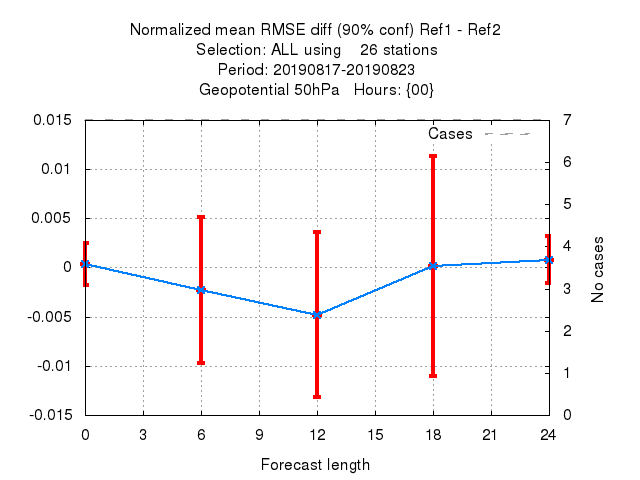 Normalized mean RMSE diff (90% conf) Ref1 - Ref2
Selection: ALL using 26 stations
Period: 20190817-20190823
Geopotential 50hPa Hours: {00}
Cases
0.015
0.01
0.005
0
-0.005
-0.01
-0.015
7
6
5
4
3
2
1
0
No cases
0 3 6 9 12 15 18 21 24
Forecast length